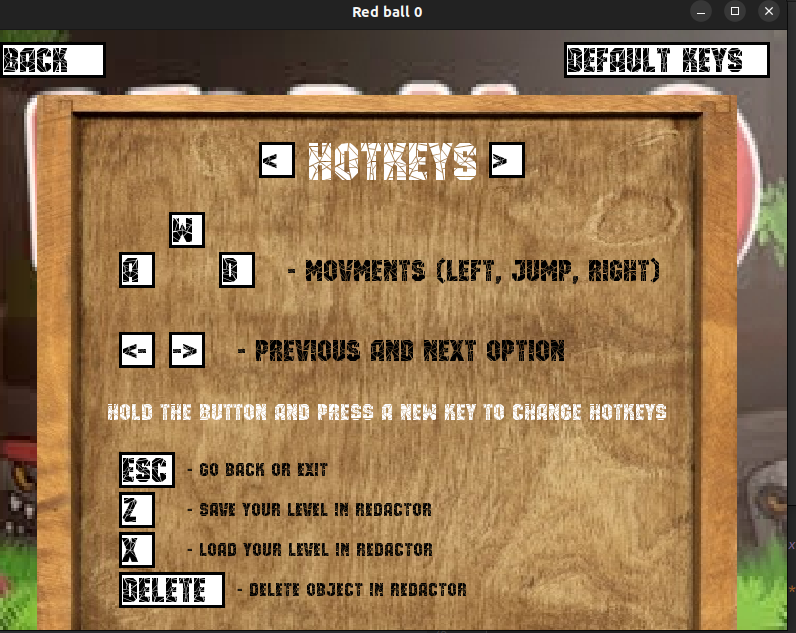 Red ball 0
BACK
DEFAULT KEYS
< HOTKEYS >
W
A D - MOVMENTS (LEFT, JUMP, RIGHT)
<- -> - PREVIOUS AND NEXT OPTION
HOLD THE BUTTON AND PRESS A NEW KEY TO CHANGE HOTKEYS
ESC - GO BACK OR EXIT
Z - SAVE YOUR LEVEL IN REDACTOR
X - LOAD YOUR LEVEL IN REDACTOR
DELETE - DELETE OBJECT IN REDACTOR